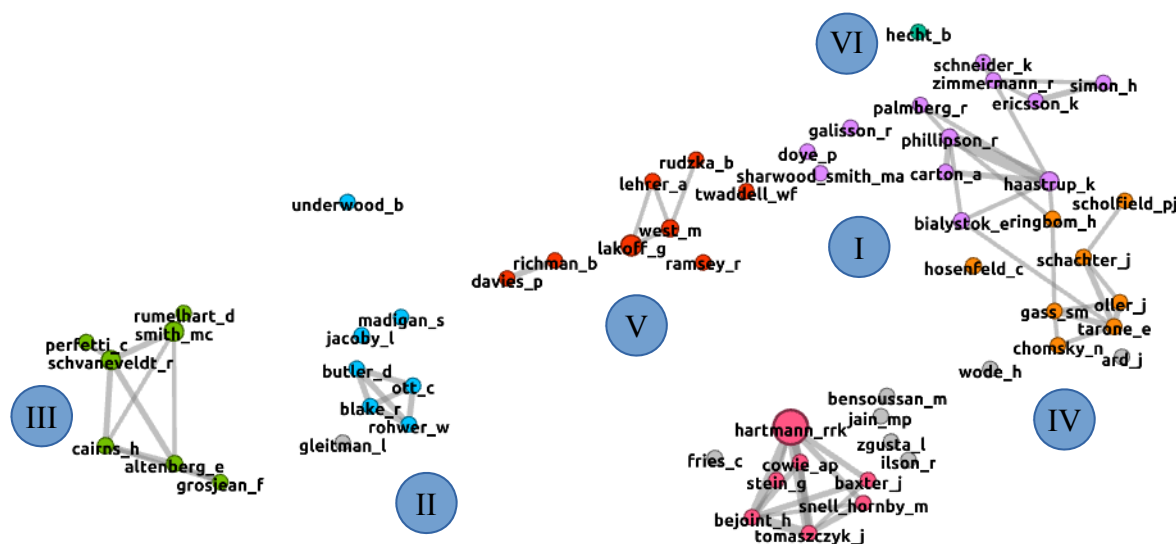 VI
hecht_b
schneider_k
zimmermann_r
simon_h
ericsson_k
palmberg_r
galisson_r
phillipson_r
doye_p
rudzka_b
sharwood_smith_ma
carton_a
lehrer_a
twaddell_wf
haastrup_k
underwood_b
scholfield_pj
bialystok_e
ringbom_h
west_m
lakoff_g
I
richman_b
ramsey_r
hosenfeld_c
schachter_j
davies_p
rumelhart_d
madigan_s
V
gass_sm
oller_j
smith_mc
jacoby_l
tarone_e
perfetti_c
schvaneveldt_r
chomsky_n
ard_j
butler_d
wode_h
ott_c
III
blake_r
bensoussan_m
IV
rohwer_w
jain_mp
hartmann_rrk
cairns_h
gleitman_l
zgusta_l
altenberg_e
fries_c
cowie_ap
ilson_r
grosjean_f
stein_g
baxter_j
II
snell_hornby_m
bejoint_h
tomaszczyk_j